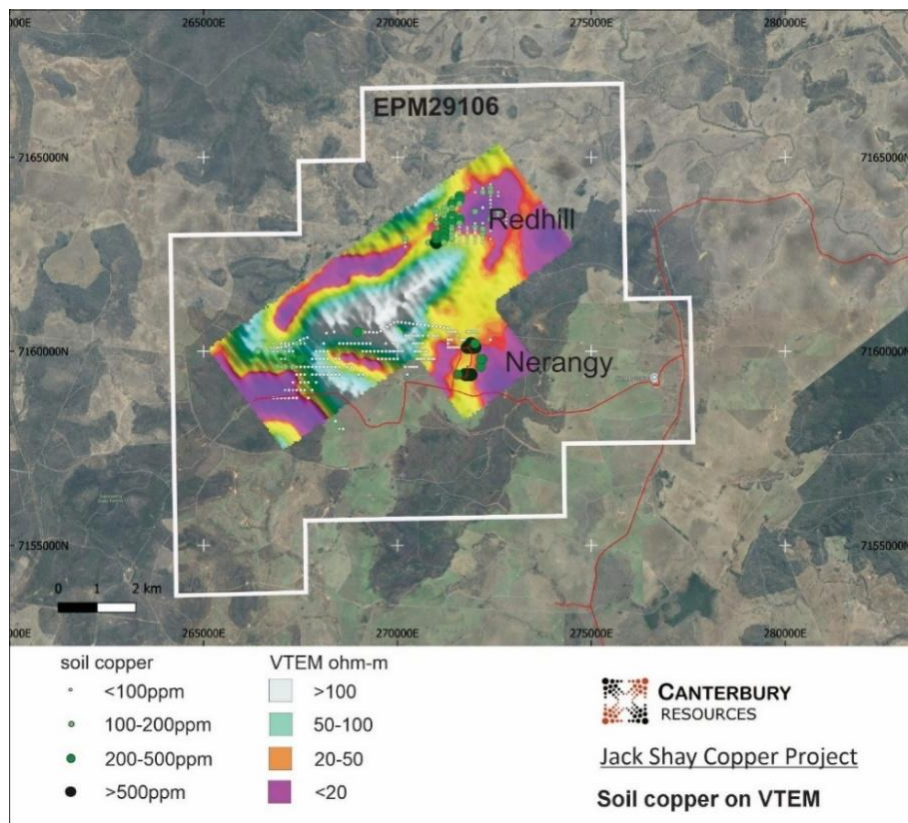 265000E 270000E 275000E 280000E
EPM29106
7165000N 7165000N
Redhill
7160000N 7160000N
Nerangy
7155000N 7155000N
0 1 2 km
265000E 270000E 275000E 280000E
soil copper
<100ppm
100-200ppm
200-500ppm
>500ppm
VTEM ohm-m
>100
50-100
20-50
<20
CANTERBURY
RESOURCES
Jack Shay Copper Project
Soil copper on VTEM